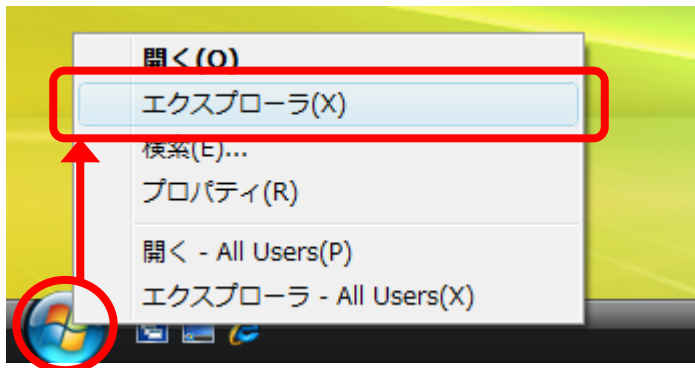 開く(O)
エクスプローラ(X)
検索(E)...
プロパティ(R)
開く - All Users(P)
エクスプローラ - All Users(X)